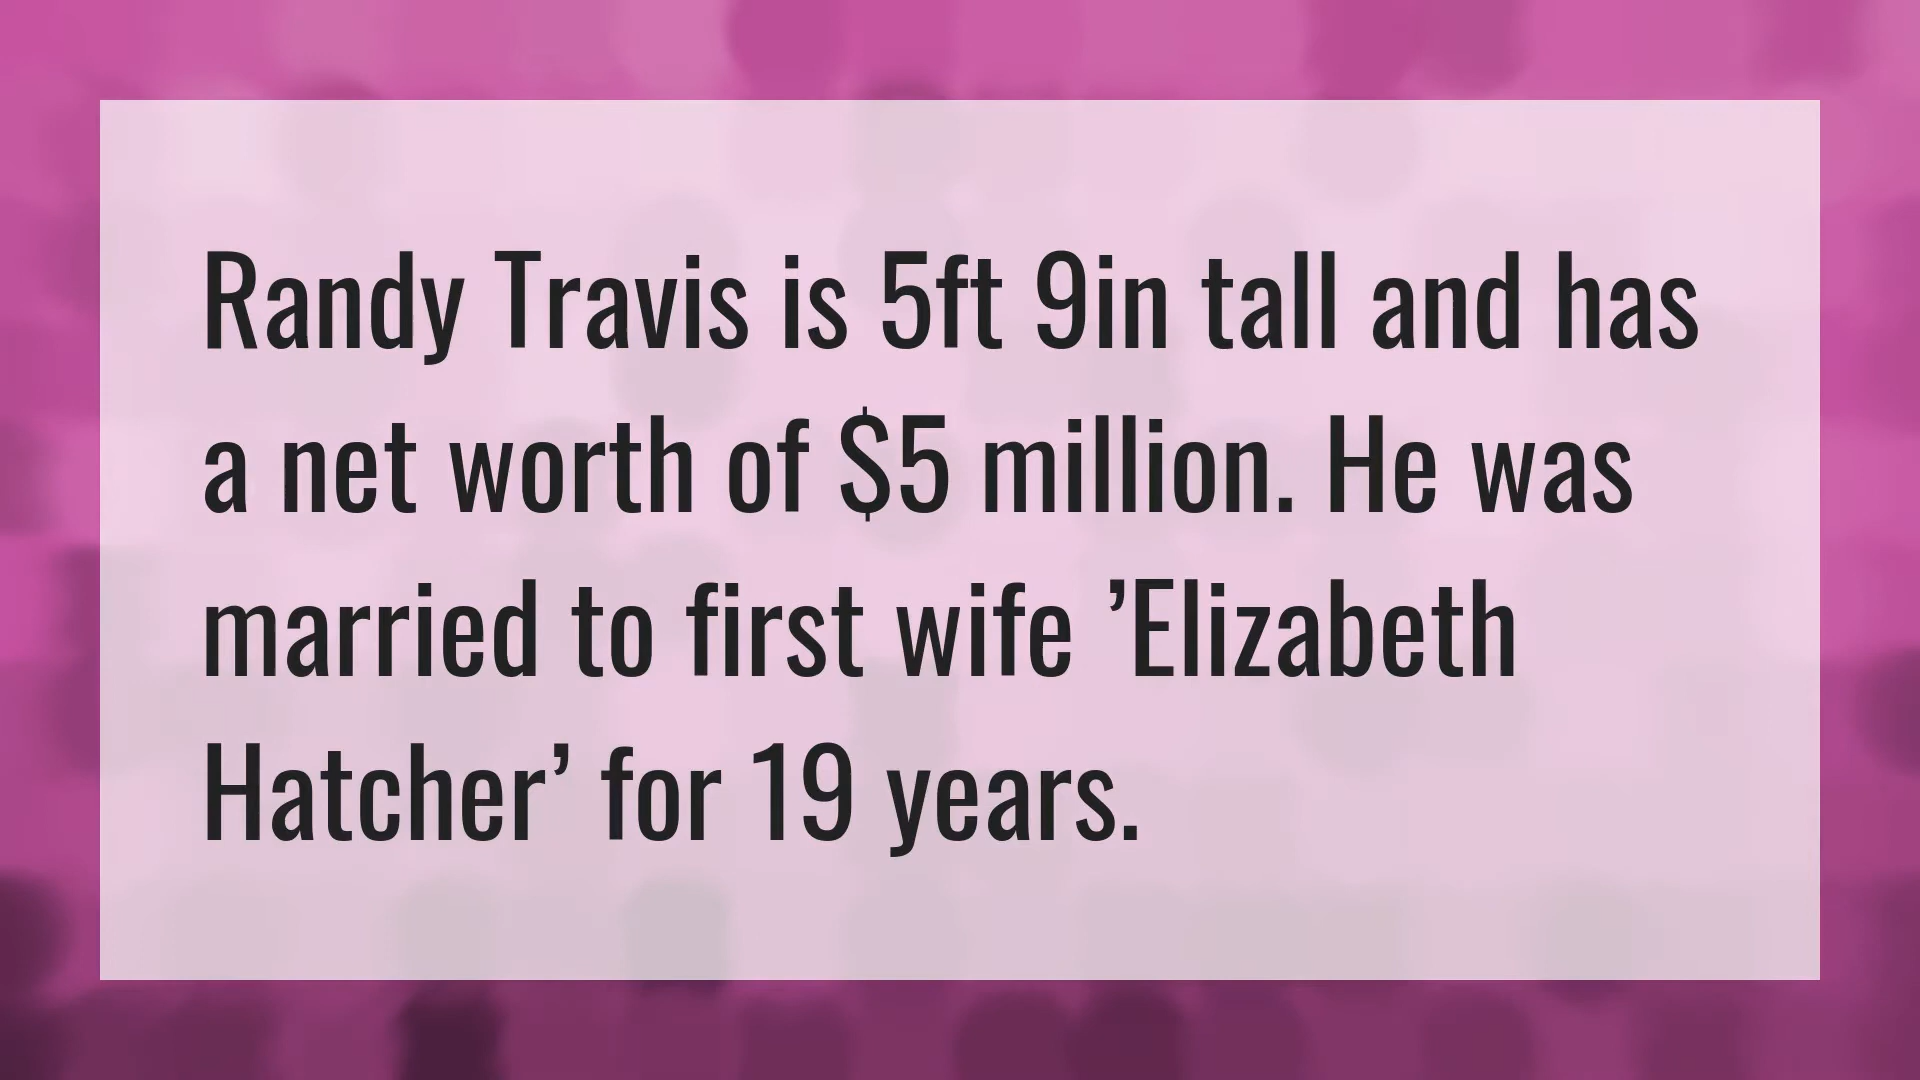 Randy Travis is 5ft 9in tall and has
a net worth of $5 million. He was
married to first wife ’Elizabeth
Hatcher’ for 19 years.